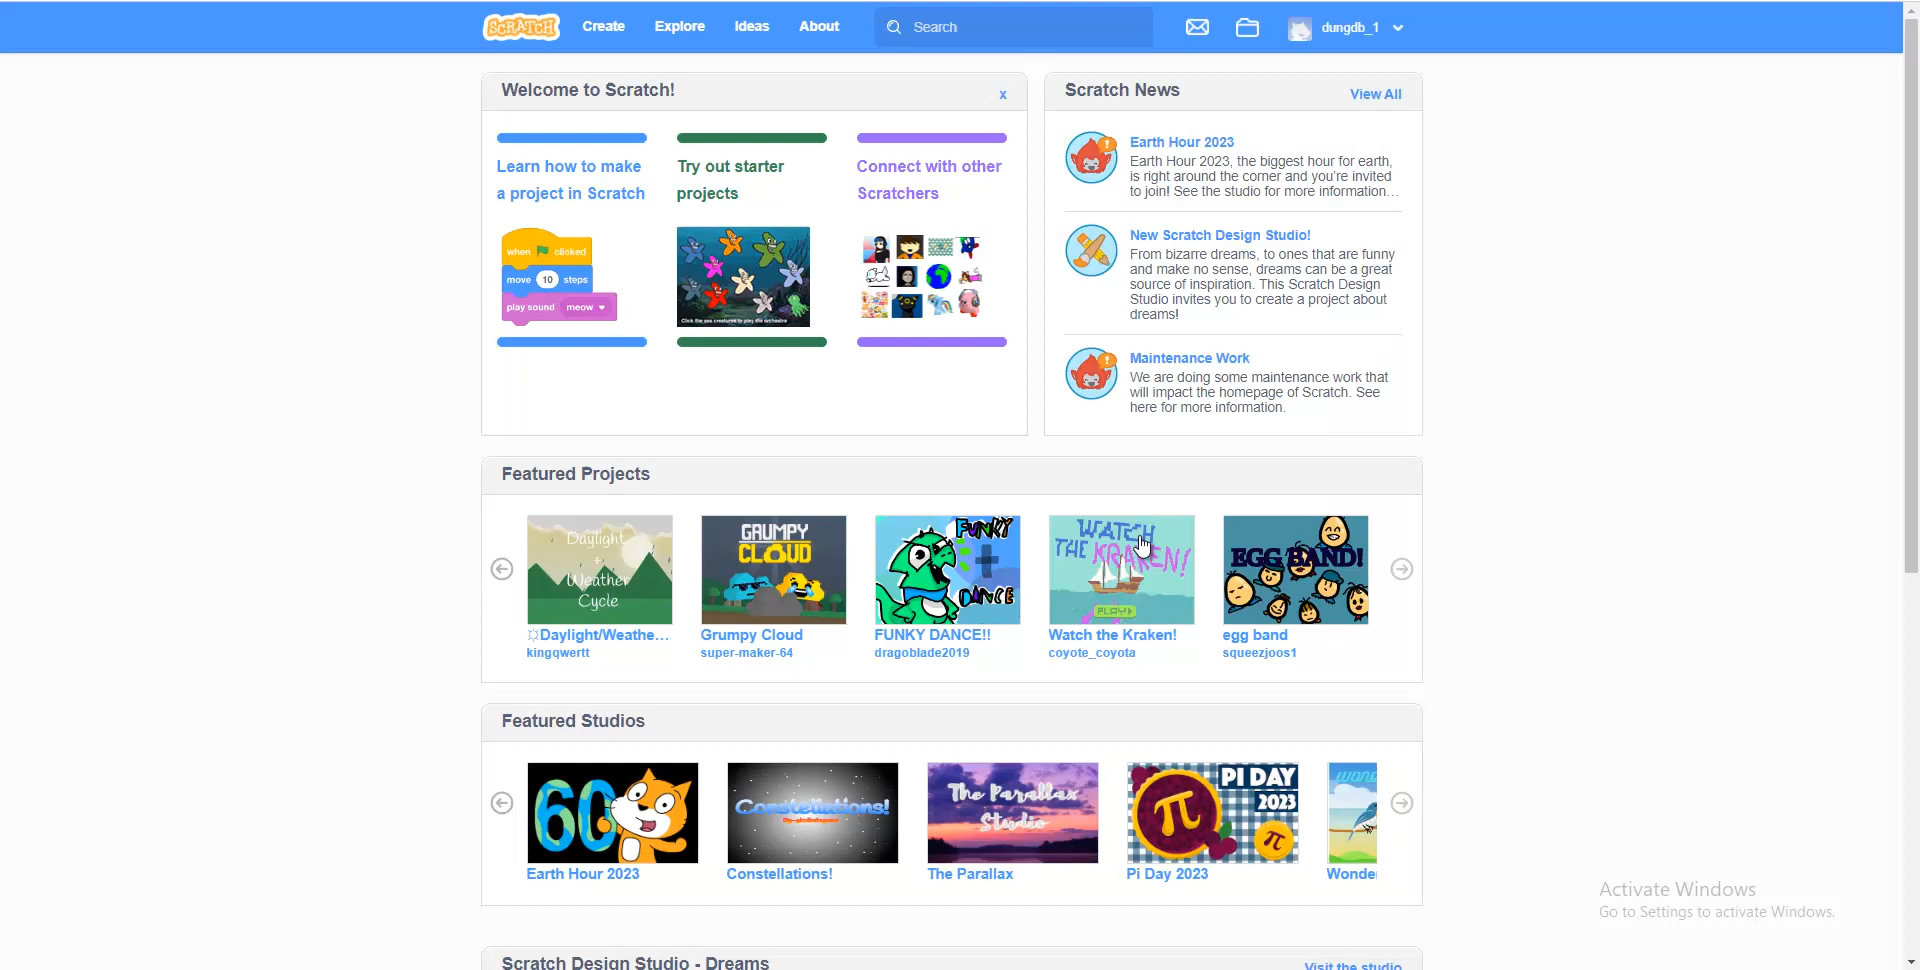 SCRATCH Create Explore Ideas About Search dungdb_1
Welcome to Scratch!
x
Learn how to make
a project in Scratch
when clicked
move 10 steps
play sound meow
Try out starter
projects
Click the sea creatures to play the orchestra
Connect with other
Scratchers
Scratch News
View All
Earth Hour 2023
Earth Hour 2023, the biggest hour for earth,
is right around the corner and you're invited
to join! See the studio for more information...
New Scratch Design Studio!
From bizarre dreams, to ones that are funny
and make no sense, dreams can be a great
source of inspiration. This Scratch Design
Studio invites you to create a project about
dreams!
Maintenance Work
We are doing some maintenance work that
will impact the homepage of Scratch. See
here for more information.
Featured Projects
Daylight
+
Weather
Cycle
Daylight/Weathe...
kingqwertt
GRUMPY
CLOUD
Grumpy Cloud
super-maker-64
FUNKY
+
DANCE
FUNKY DANCE!!
dragoblade2019
WATCH
THE KRAKEN!
PLAY
Watch the Kraken!
coyote_coyota
EGG BAND!
egg band
squeezjoos1
Featured Studios
60
Earth Hour 2023
Constellations!
Constellations!
The Parallax
Studio
The Parallax
PI DAY
2023
π
π
Pi Day 2023
WOND
Wonde
Activate Windows
Go to Settings to activate Windows.
Scratch Design Studio - Dreams
Visit the studio